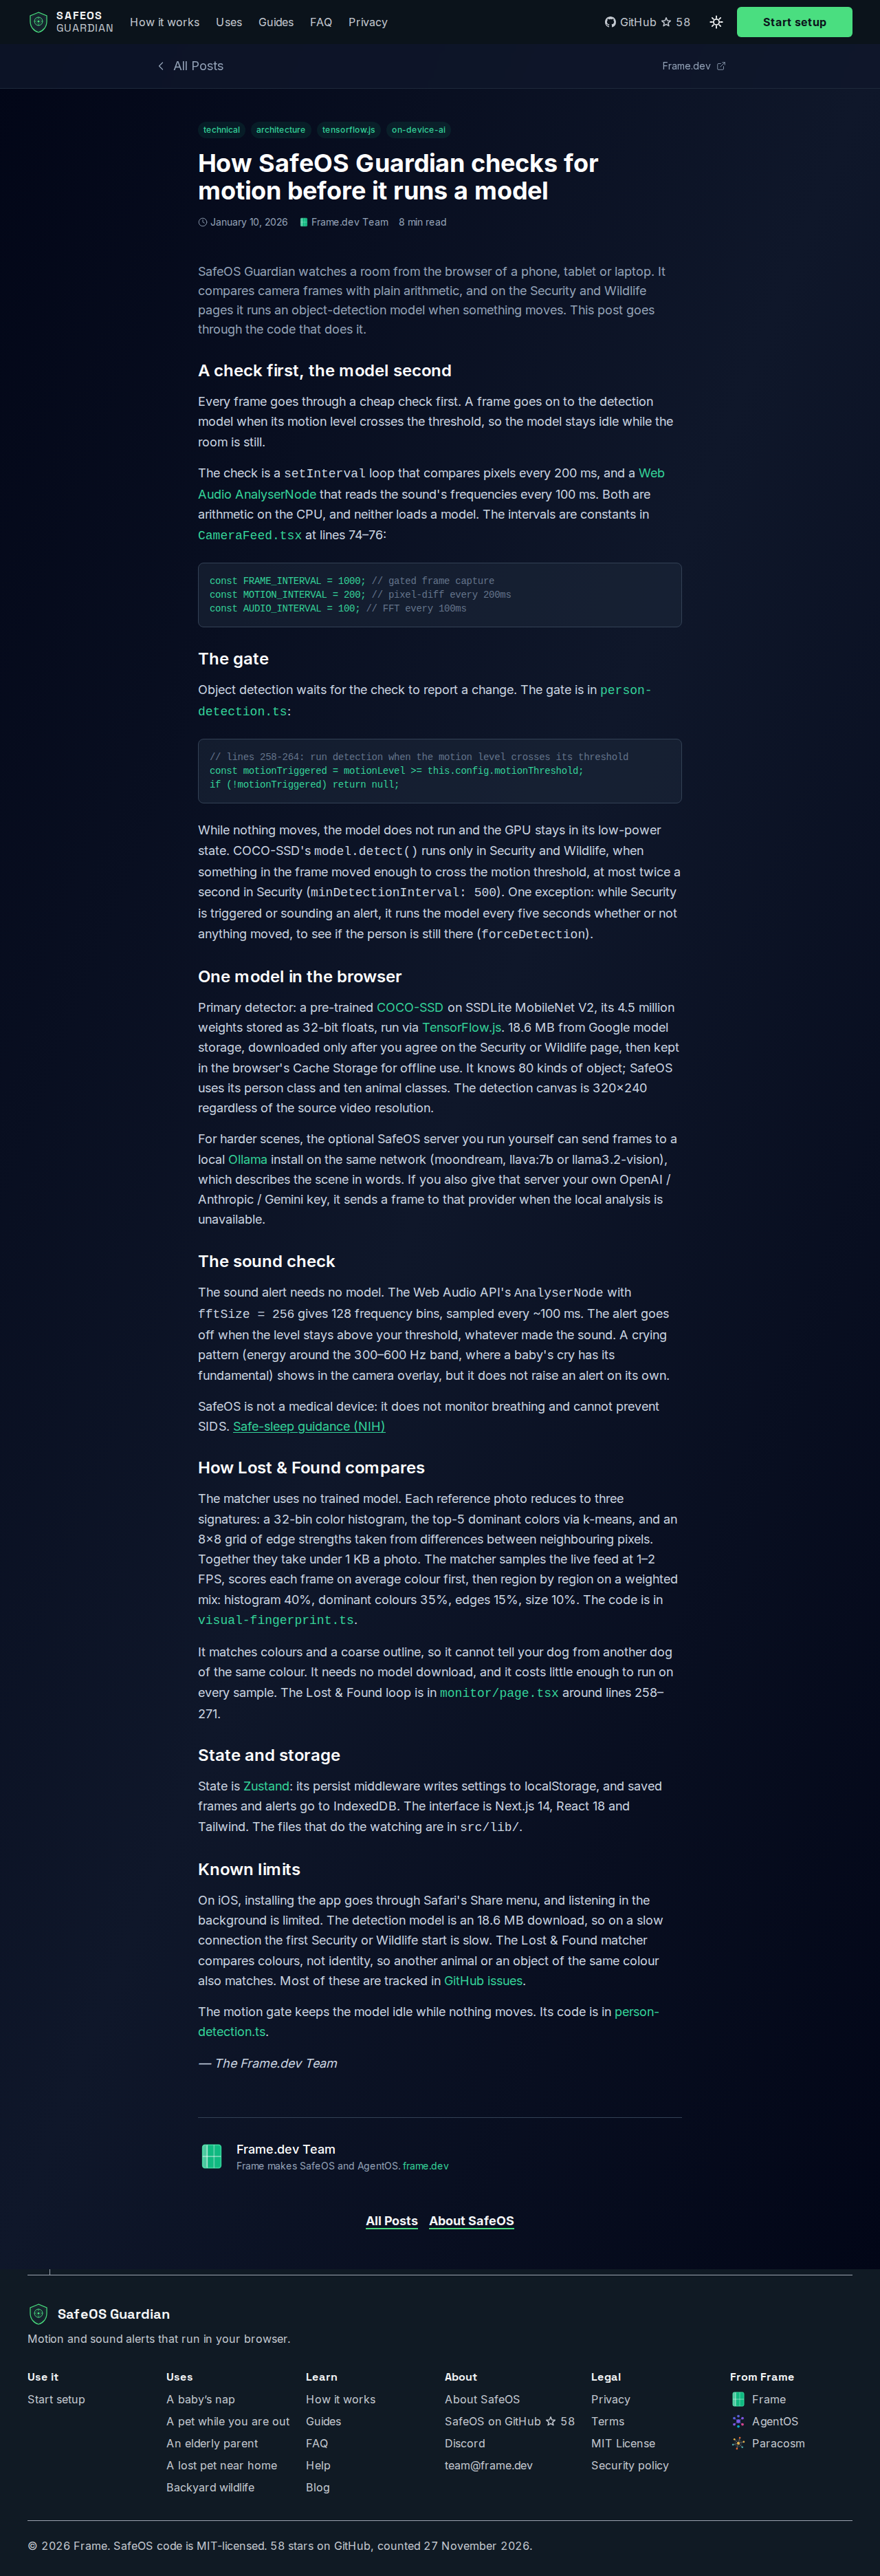 SAFEOS
GUARDIAN
How it works
Uses
Guides
FAQ
Privacy
GitHub ☆ 58
Start setup
All Posts
Frame.dev
technical
architecture
tensorflow.js
on-device-ai
How SafeOS Guardian checks for
motion before it runs a model
January 10, 2026
Frame.dev Team
8 min read
SafeOS Guardian watches a room from the browser of a phone, tablet or laptop. It
compares camera frames with plain arithmetic, and on the Security and Wildlife
pages it runs an object-detection model when something moves. This post goes
through the code that does it.
A check first, the model second
Every frame goes through a cheap check first. A frame goes on to the detection
model when its motion level crosses the threshold, so the model stays idle while the
room is still.
The check is a setInterval loop that compares pixels every 200 ms, and a Web
Audio AnalyserNode that reads the sound's frequencies every 100 ms. Both are
arithmetic on the CPU, and neither loads a model. The intervals are constants in
CameraFeed.tsx at lines 74–76:
const FRAME_INTERVAL = 1000; // gated frame capture
const MOTION_INTERVAL = 200; // pixel-diff every 200ms
const AUDIO_INTERVAL = 100; // FFT every 100ms
The gate
Object detection waits for the check to report a change. The gate is in person-
detection.ts:
// lines 258-264: run detection when the motion level crosses its threshold
const motionTriggered = motionLevel >= this.config.motionThreshold;
if (!motionTriggered) return null;
While nothing moves, the model does not run and the GPU stays in its low-power
state. COCO-SSD's model.detect() runs only in Security and Wildlife, when
something in the frame moved enough to cross the motion threshold, at most twice a
second in Security (minDetectionInterval: 500). One exception: while Security
is triggered or sounding an alert, it runs the model every five seconds whether or not
anything moved, to see if the person is still there (forceDetection).
One model in the browser
Primary detector: a pre-trained COCO-SSD on SSDLite MobileNet V2, its 4.5 million
weights stored as 32-bit floats, run via TensorFlow.js. 18.6 MB from Google model
storage, downloaded only after you agree on the Security or Wildlife page, then kept
in the browser's Cache Storage for offline use. It knows 80 kinds of object; SafeOS
uses its person class and ten animal classes. The detection canvas is 320×240
regardless of the source video resolution.
For harder scenes, the optional SafeOS server you run yourself can send frames to a
local Ollama install on the same network (moondream, llava:7b or llama3.2-vision),
which describes the scene in words. If you also give that server your own OpenAI /
Anthropic / Gemini key, it sends a frame to that provider when the local analysis is
unavailable.
The sound check
The sound alert needs no model. The Web Audio API's AnalyserNode with
fftSize = 256 gives 128 frequency bins, sampled every ~100 ms. The alert goes
off when the level stays above your threshold, whatever made the sound. A crying
pattern (energy around the 300–600 Hz band, where a baby's cry has its
fundamental) shows in the camera overlay, but it does not raise an alert on its own.
SafeOS is not a medical device: it does not monitor breathing and cannot prevent
SIDS. Safe-sleep guidance (NIH)
How Lost & Found compares
The matcher uses no trained model. Each reference photo reduces to three
signatures: a 32-bin color histogram, the top-5 dominant colors via k-means, and an
8×8 grid of edge strengths taken from differences between neighbouring pixels.
Together they take under 1 KB a photo. The matcher samples the live feed at 1–2
FPS, scores each frame on average colour first, then region by region on a weighted
mix: histogram 40%, dominant colours 35%, edges 15%, size 10%. The code is in
visual-fingerprint.ts.
It matches colours and a coarse outline, so it cannot tell your dog from another dog
of the same colour. It needs no model download, and it costs little enough to run on
every sample. The Lost & Found loop is in monitor/page.tsx around lines 258–
271.
State and storage
State is Zustand: its persist middleware writes settings to localStorage, and saved
frames and alerts go to IndexedDB. The interface is Next.js 14, React 18 and
Tailwind. The files that do the watching are in src/lib/.
Known limits
On iOS, installing the app goes through Safari's Share menu, and listening in the
background is limited. The detection model is an 18.6 MB download, so on a slow
connection the first Security or Wildlife start is slow. The Lost & Found matcher
compares colours, not identity, so another animal or an object of the same colour
also matches. Most of these are tracked in GitHub issues.
The motion gate keeps the model idle while nothing moves. Its code is in person-
detection.ts.
— The Frame.dev Team
Frame.dev Team
Frame makes SafeOS and AgentOS. frame.dev
All Posts
About SafeOS
SafeOS Guardian
Motion and sound alerts that run in your browser.
Use it
Start setup
Uses
A baby's nap
A pet while you are out
An elderly parent
A lost pet near home
Backyard wildlife
Learn
How it works
Guides
FAQ
Help
Blog
About
About SafeOS
SafeOS on GitHub ☆ 58
Discord
team@frame.dev
Legal
Privacy
Terms
MIT License
Security policy
From Frame
Frame
AgentOS
Paracosm
© 2026 Frame. SafeOS code is MIT-licensed. 58 stars on GitHub, counted 27 November 2026.